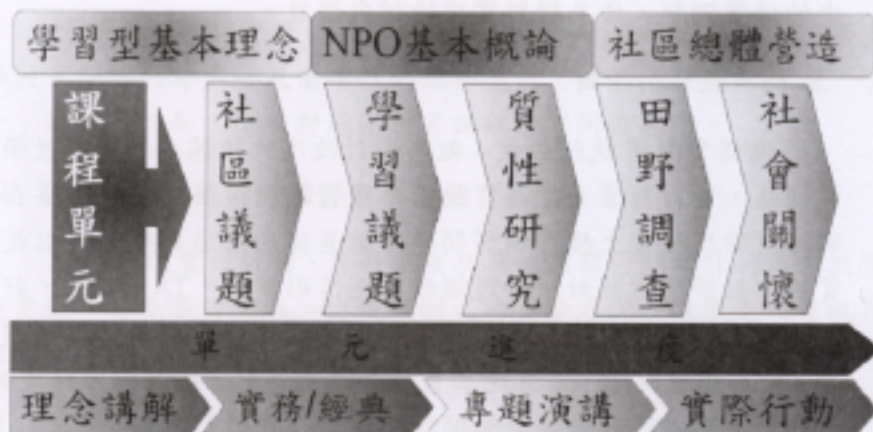 學習型基本理念 NPO基本概論 社區總體營造
課程單元
社區議題
學習議題
質性研究
田野調查
社會關懷
單元進度
理念講解 實務/經典 專題演講 實際行動